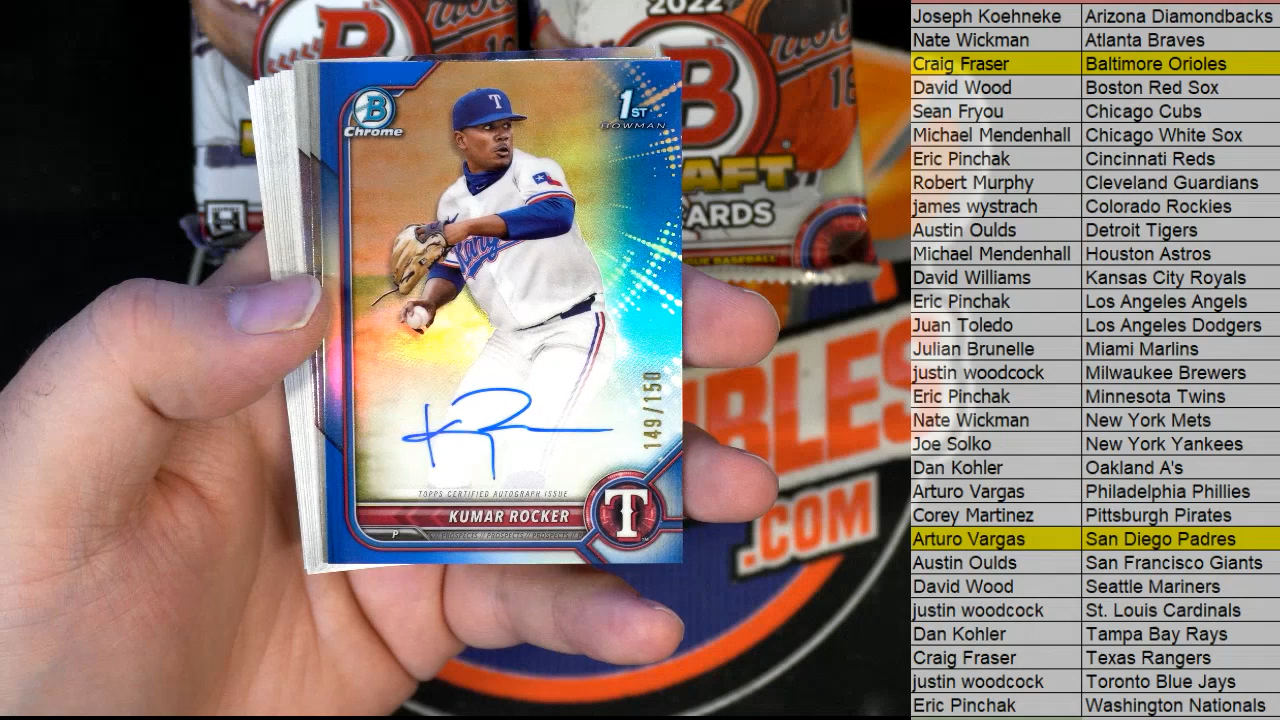 2022
B
Chrome
1ST
BOWMAN
T
149/150
TOPPS CERTIFIED AUTOGRAPH ISSUE
KUMAR ROCKER
P
T
AFT
ARDS
BLES
.COM
Joseph Koehneke Arizona Diamondbacks
Nate Wickman Atlanta Braves
Craig Fraser Baltimore Orioles
David Wood Boston Red Sox
Sean Fryou Chicago Cubs
Michael Mendenhall Chicago White Sox
Eric Pinchak Cincinnati Reds
Robert Murphy Cleveland Guardians
james wystrach Colorado Rockies
Austin Oulds Detroit Tigers
Michael Mendenhall Houston Astros
David Williams Kansas City Royals
Eric Pinchak Los Angeles Angels
Juan Toledo Los Angeles Dodgers
Julian Brunelle Miami Marlins
justin woodcock Milwaukee Brewers
Eric Pinchak Minnesota Twins
Nate Wickman New York Mets
Joe Solko New York Yankees
Dan Kohler Oakland A's
Arturo Vargas Philadelphia Phillies
Corey Martinez Pittsburgh Pirates
Arturo Vargas San Diego Padres
Austin Oulds San Francisco Giants
David Wood Seattle Mariners
justin woodcock St. Louis Cardinals
Dan Kohler Tampa Bay Rays
Craig Fraser Texas Rangers
justin woodcock Toronto Blue Jays
Eric Pinchak Washington Nationals